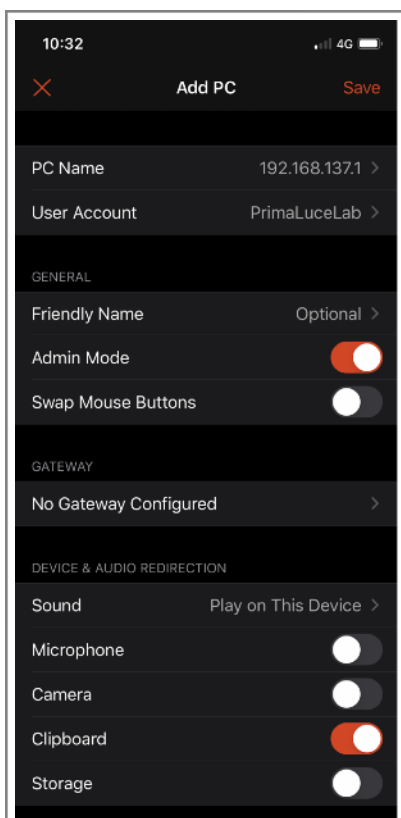 10:32 4G
Add PC Save
PC Name 192.168.137.1
User Account PrimaLuceLab
GENERAL
Friendly Name Optional
Admin Mode
Swap Mouse Buttons
GATEWAY
No Gateway Configured
DEVICE & AUDIO REDIRECTION
Sound Play on This Device
Microphone
Camera
Clipboard
Storage